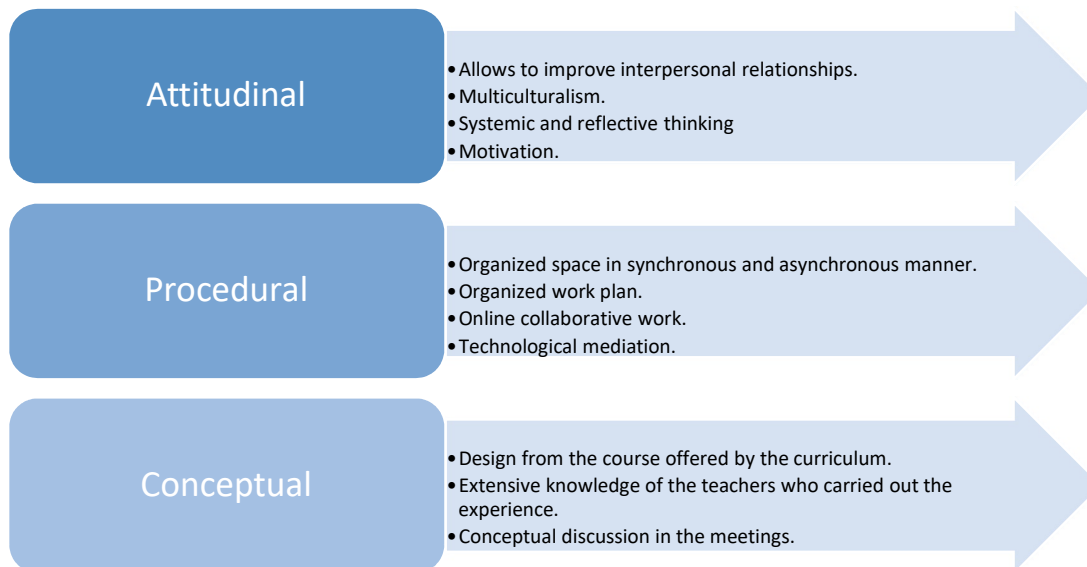 Attitudinal
•Allows to improve interpersonal relationships.
•Multiculturalism.
•Systemic and reflective thinking
•Motivation.
Procedural
•Organized space in synchronous and asynchronous manner.
•Organized work plan.
•Online collaborative work.
•Technological mediation.
Conceptual
•Design from the course offered by the curriculum.
•Extensive knowledge of the teachers who carried out the
experience.
•Conceptual discussion in the meetings.